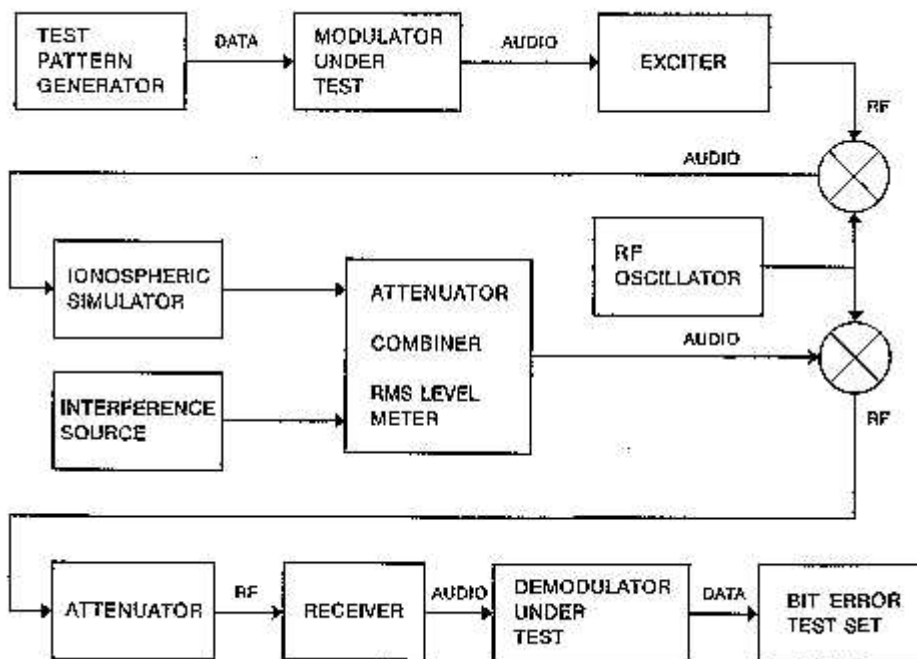 TEST
PATTERN
GENERATOR
DATA
MODULATOR
UNDER
TEST
AUDIO
EXCITER
RF
AUDIO
IONOSPHERIC
SIMULATOR
ATTENUATOR
COMBINER
RMS LEVEL
METER
RF
OSCILLATOR
AUDIO
INTERFERENCE
SOURCE
RF
ATTENUATOR
RF
RECEIVER
AUDIO
DEMODULATOR
UNDER
TEST
DATA
BIT ERROR
TEST SET